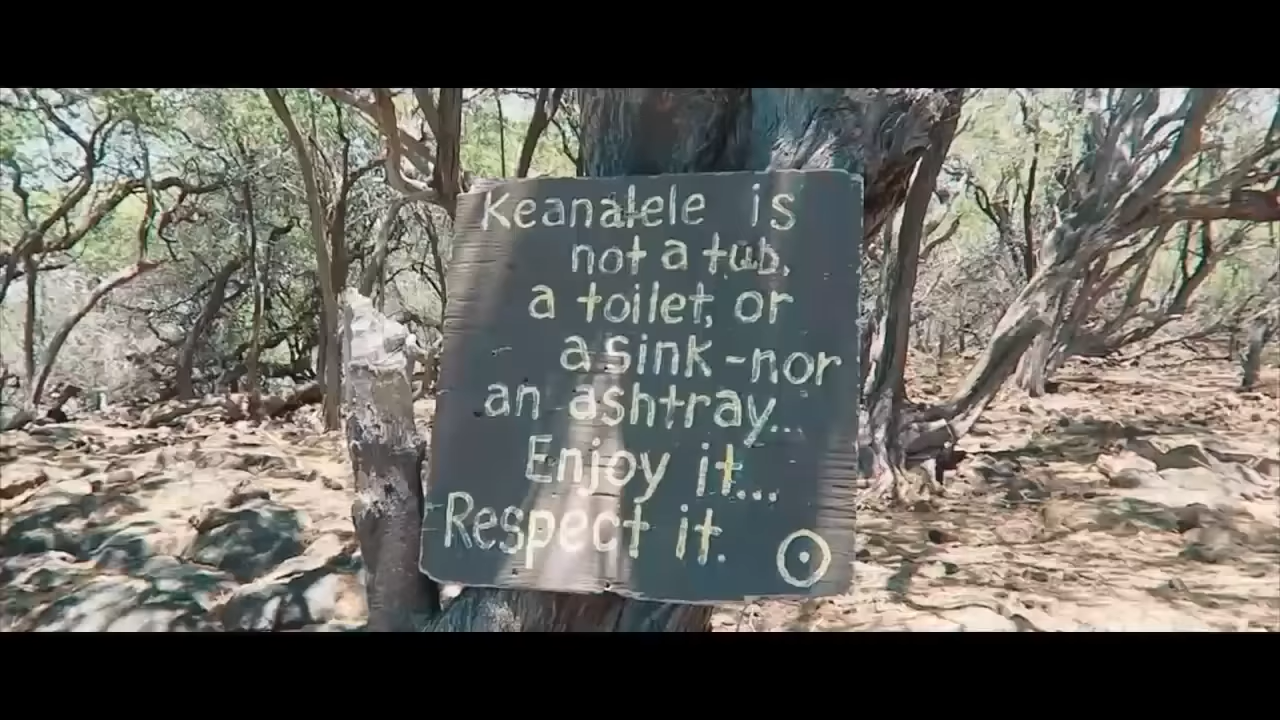 Keanalele is
not a tub,
a toilet, or
a sink - nor
an ashtray...
Enjoy it...
Respect it.